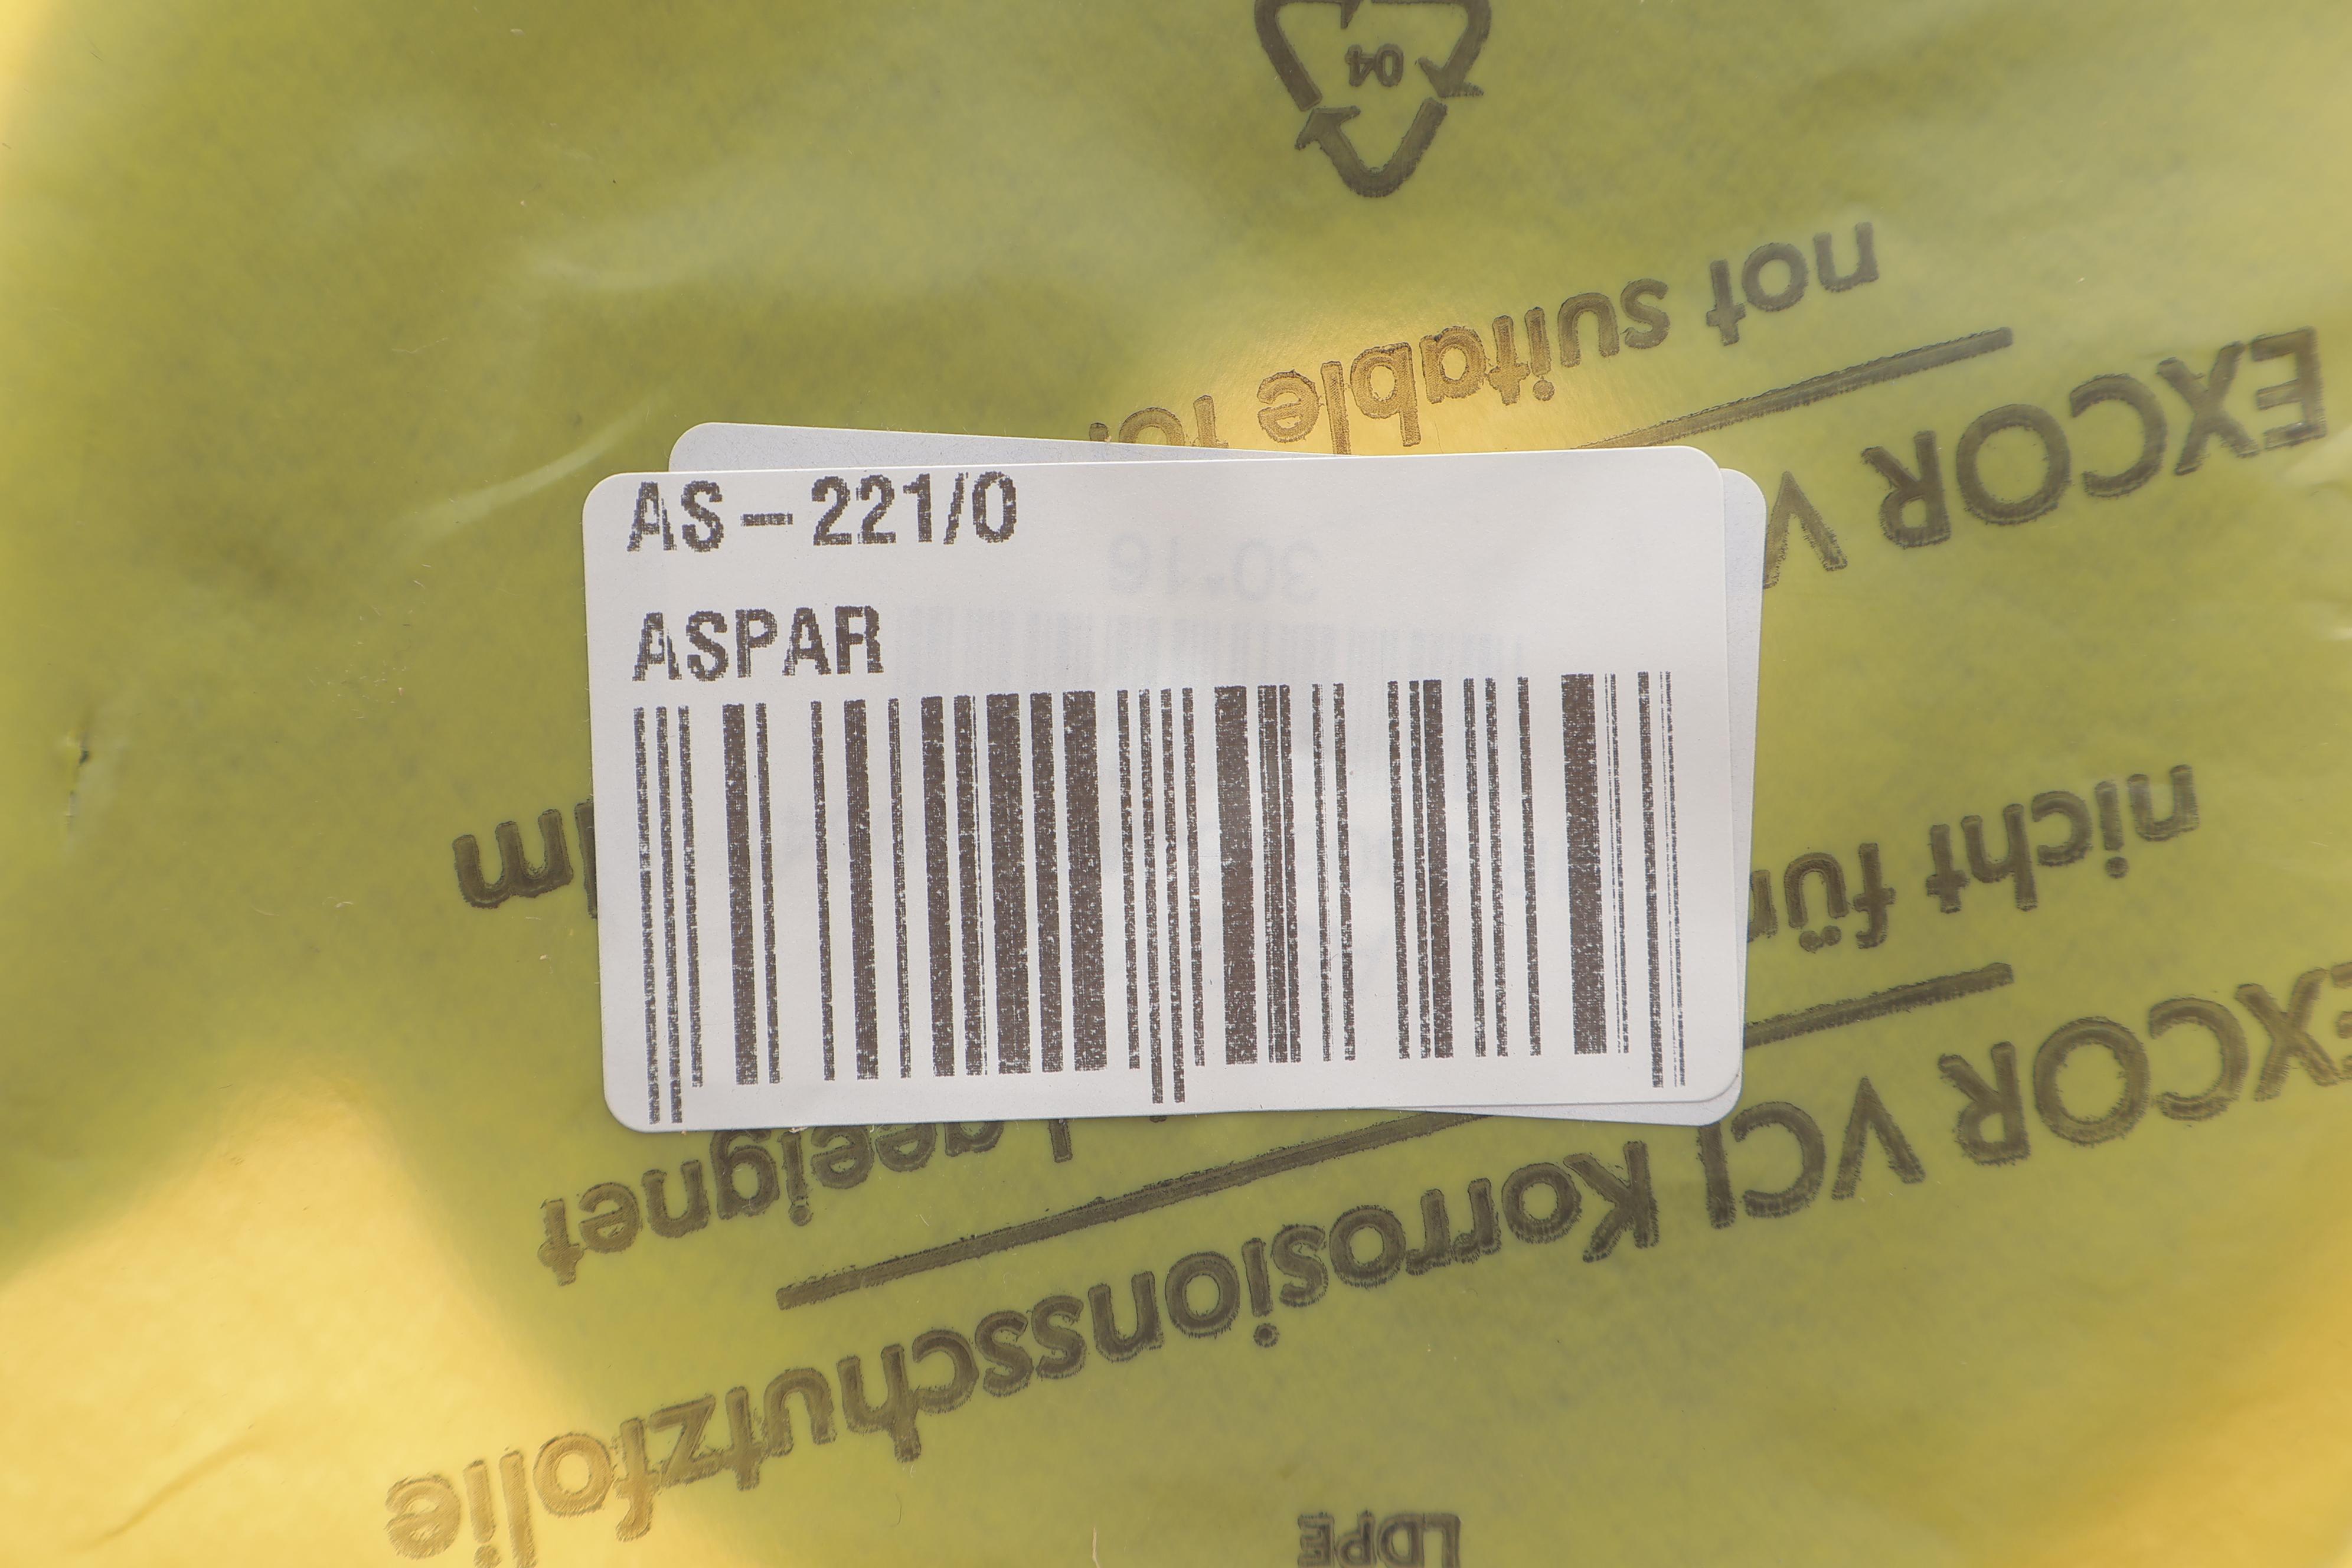 AS-221/0
ASPAR
LDPE
EXCOR VCI Korrosionsschutzfolie
nicht für
geeignet
EXCOR V
not suitable for
04